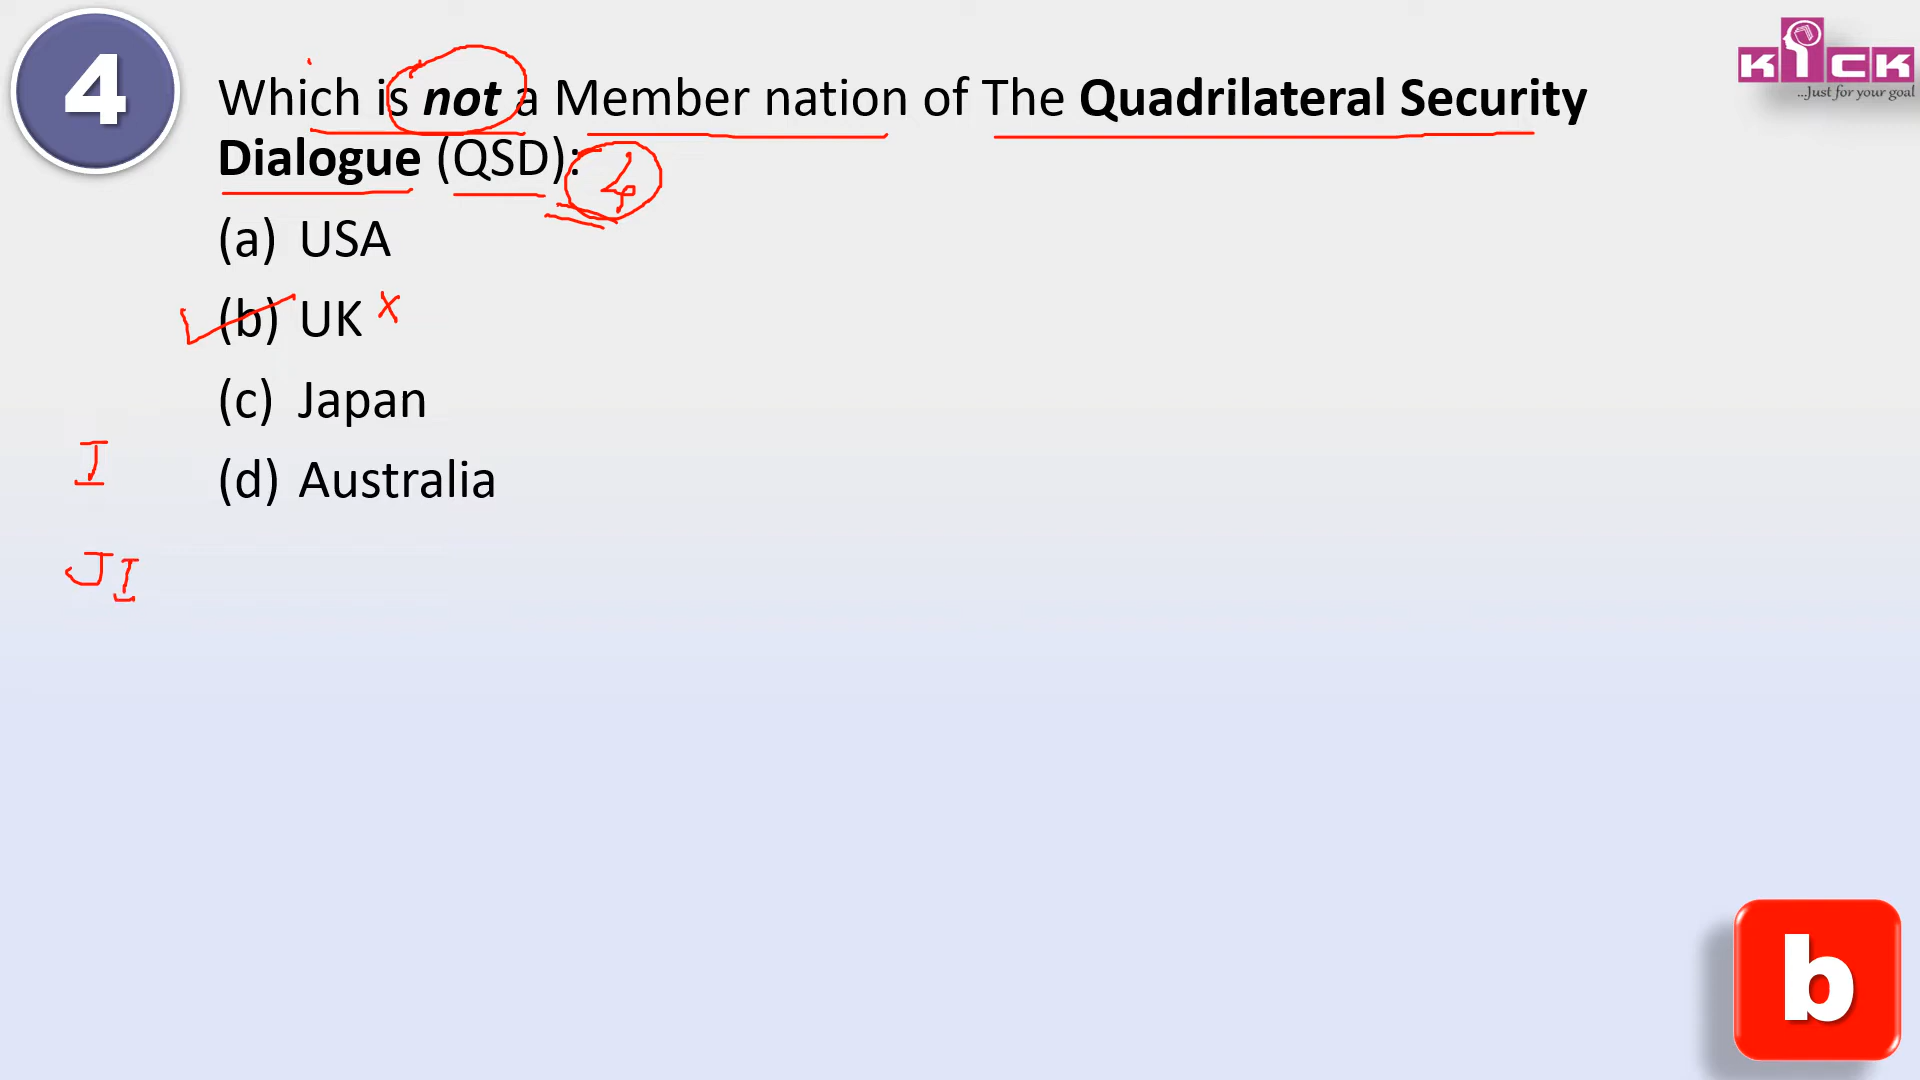 4
Which is not a Member nation of The Quadrilateral Security
Dialogue (QSD):
4
(a) USA
(b) UK x
(c) Japan
(d) Australia
I
JI
KICK
...Just for your goal
b